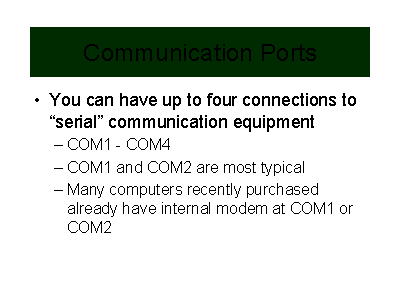 Communication Ports
• You can have up to four connections to
“serial” communication equipment
– COM1 - COM4
– COM1 and COM2 are most typical
– Many computers recently purchased
already have internal modem at COM1 or
COM2